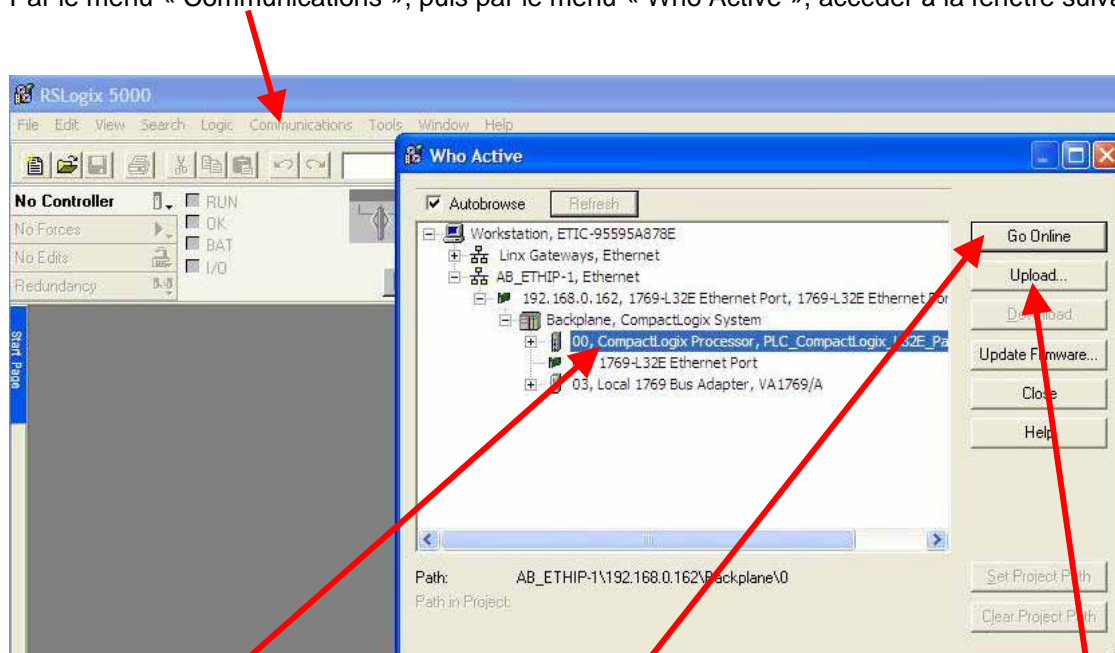 Par le menu « Communications », puis par le menu « Who Active », accéder à la fenêtre
RSLogix 5000
File Edit View Search Logic Communications Tools Window Help
No Controller
RUN
No Forces
OK
No Edits
BAT
Redundancy
I/O
Start Page
Who Active
Autobrowse
Refresh
Workstation, ETIC-95595A878E
Linx Gateways, Ethernet
AB_ETHIP-1, Ethernet
192.168.0.162, 1769-L32E Ethernet Port, 1769-L32E Ethernet
Backplane, CompactLogix System
00, CompactLogix Processor,
1769-L32E Ethernet Port
03, Local 1769 Bus Adapter, VA1769/A
Go Online
Upload...
Download
Update Firmware...
Close
Help
Path: AB_ETHIP-1\192.168.0.162\Backplane\0
Path in Project:
Set Project Path
Clear Project Path